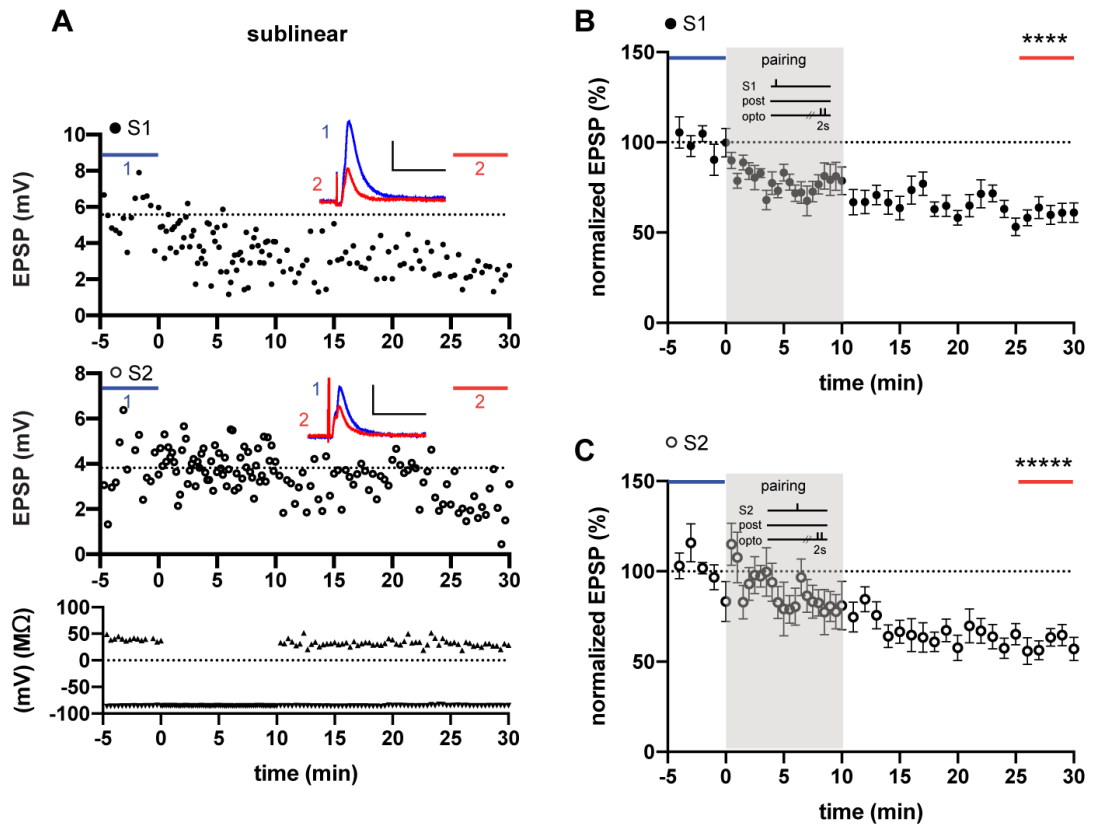 A
sublinear
S1
EPSP (mV)
10
8
6
4
2
0
1
2
1
2
-5 0 5 10 15 20 25 30
S2
EPSP (mV)
8
6
4
2
0
1
2
1
2
-5 0 5 10 15 20 25 30
(mV) (MΩ)
100
50
0
-50
-100
-5 0 5 10 15 20 25 30
time (min)
B
S1
****
normalized EPSP (%)
150
100
50
0
pairing
S1
post
opto
//
2s
-5 0 5 10 15 20 25 30
time (min)
C
S2
*****
normalized EPSP (%)
150
100
50
0
pairing
S2
post
opto
//
2s
-5 0 5 10 15 20 25 30
time (min)